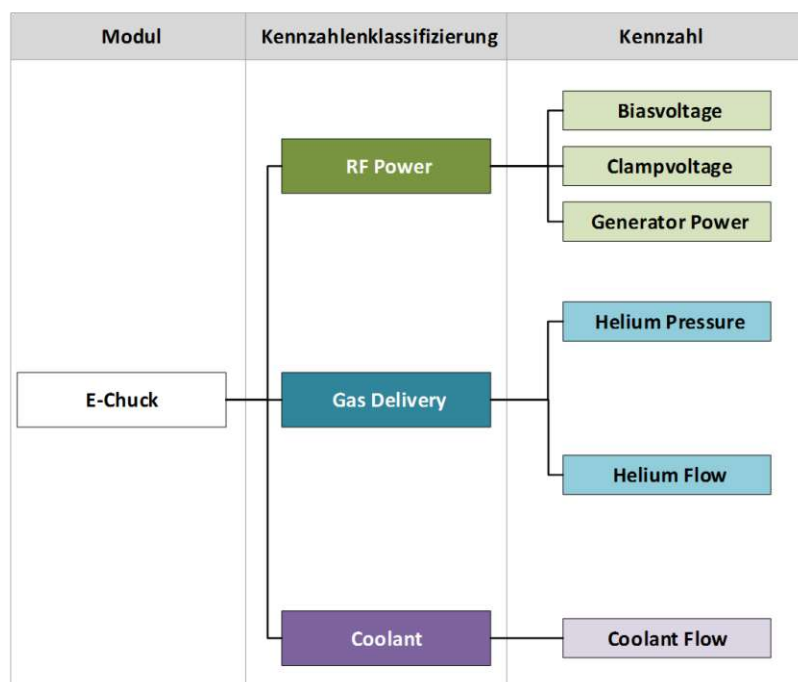 Modul
Kennzahlenklassifizierung
Kennzahl
Biasvoltage
RF Power
Clampvoltage
Generator Power
Helium Pressure
E-Chuck
Gas Delivery
Helium Flow
Coolant
Coolant Flow